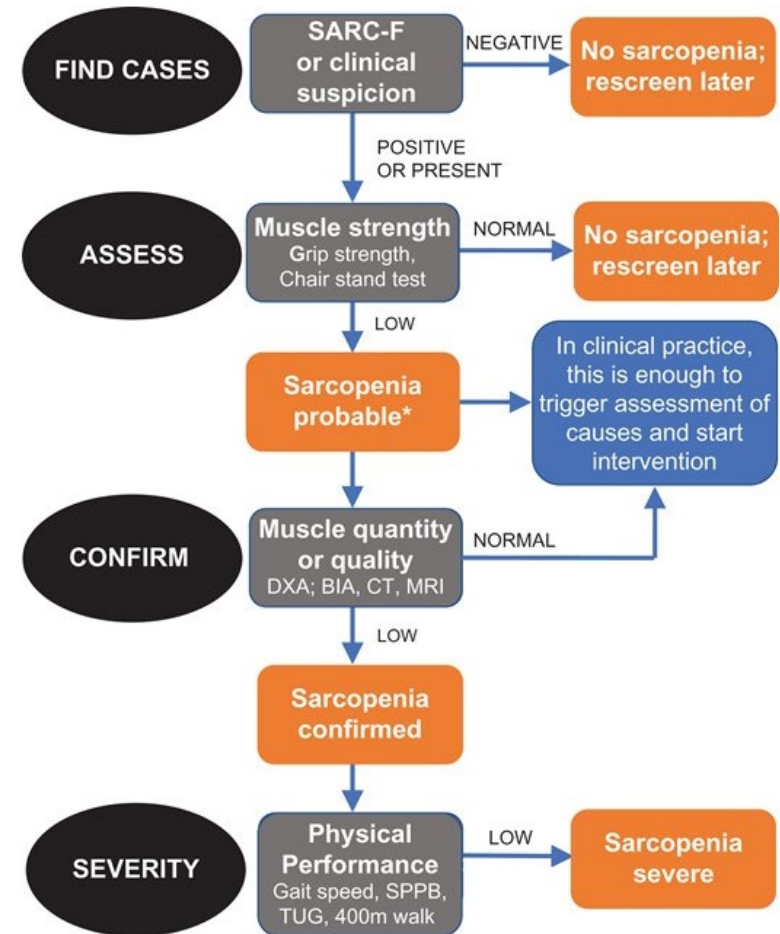 FIND CASES
SARC-F
or clinical
suspicion
NEGATIVE
No sarcopenia;
rescreen later
POSITIVE
OR PRESENT
ASSESS
Muscle strength
Grip strength,
Chair stand test
NORMAL
No sarcopenia;
rescreen later
LOW
Sarcopenia
probable*
In clinical practice,
this is enough to
trigger assessment of
causes and start
intervention
CONFIRM
Muscle quantity
or quality
DXA; BIA, CT, MRI
NORMAL
LOW
Sarcopenia
confirmed
SEVERITY
Physical
Performance
Gait speed, SPPB,
TUG, 400m walk
LOW
Sarcopenia
severe